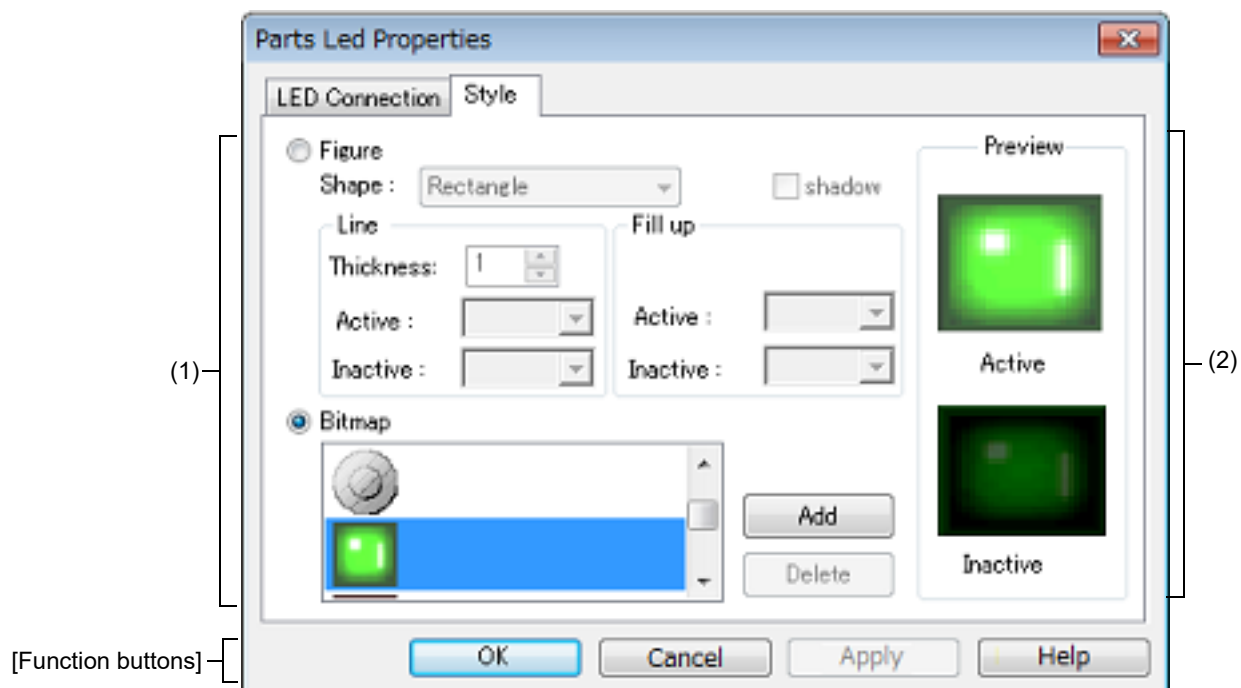 Parts Led Properties
LED Connection
Style
Figure
Shape : Rectangle
shadow
Line
Thickness: 1
Active :
Inactive :
Fill up
Active :
Inactive :
Bitmap
Add
Delete
Preview
Active
Inactive
(1)
(2)
[Function buttons]
OK
Cancel
Apply
Help